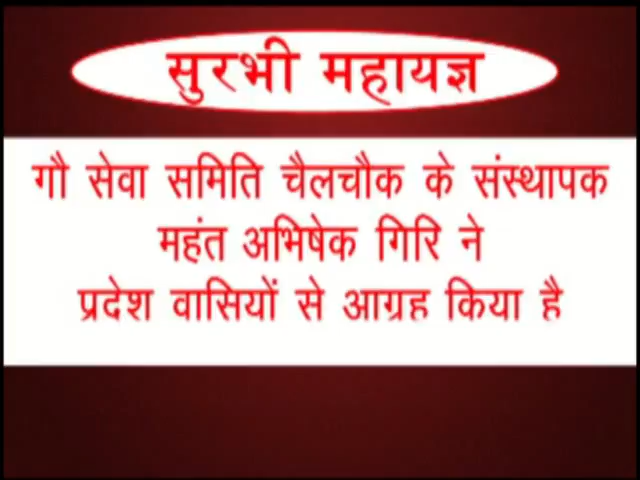 सुरभी महायज्ञ
गौ सेवा समिति चैलचौक के संस्थापक
महंत अभिषेक गिरि ने
प्रदेश वासियों से आग्रह किया है